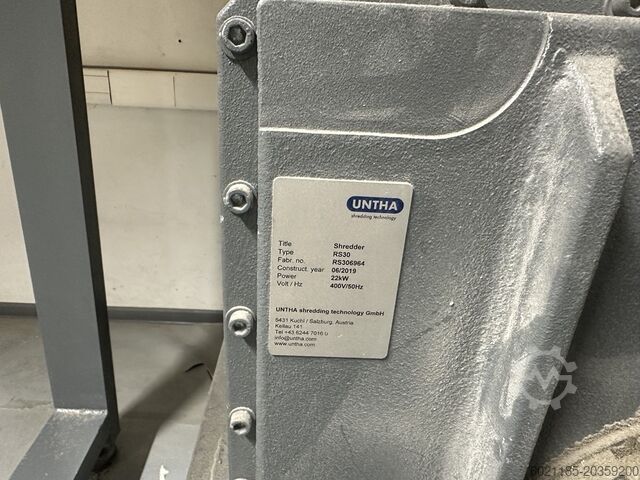 UNTHA
shredding technology
Title Shredder
Type RS30
Fabr. no. RS306964
Construct. year 06/2019
Power 22kW
Volt / Hz 400V/50Hz
UNTHA shredding technology GmbH
5431 Kuchl / Salzburg, Austria
Kellau 141
Tel +43 6244 7016 0
info@untha.com
www.untha.com
16021185-20359200